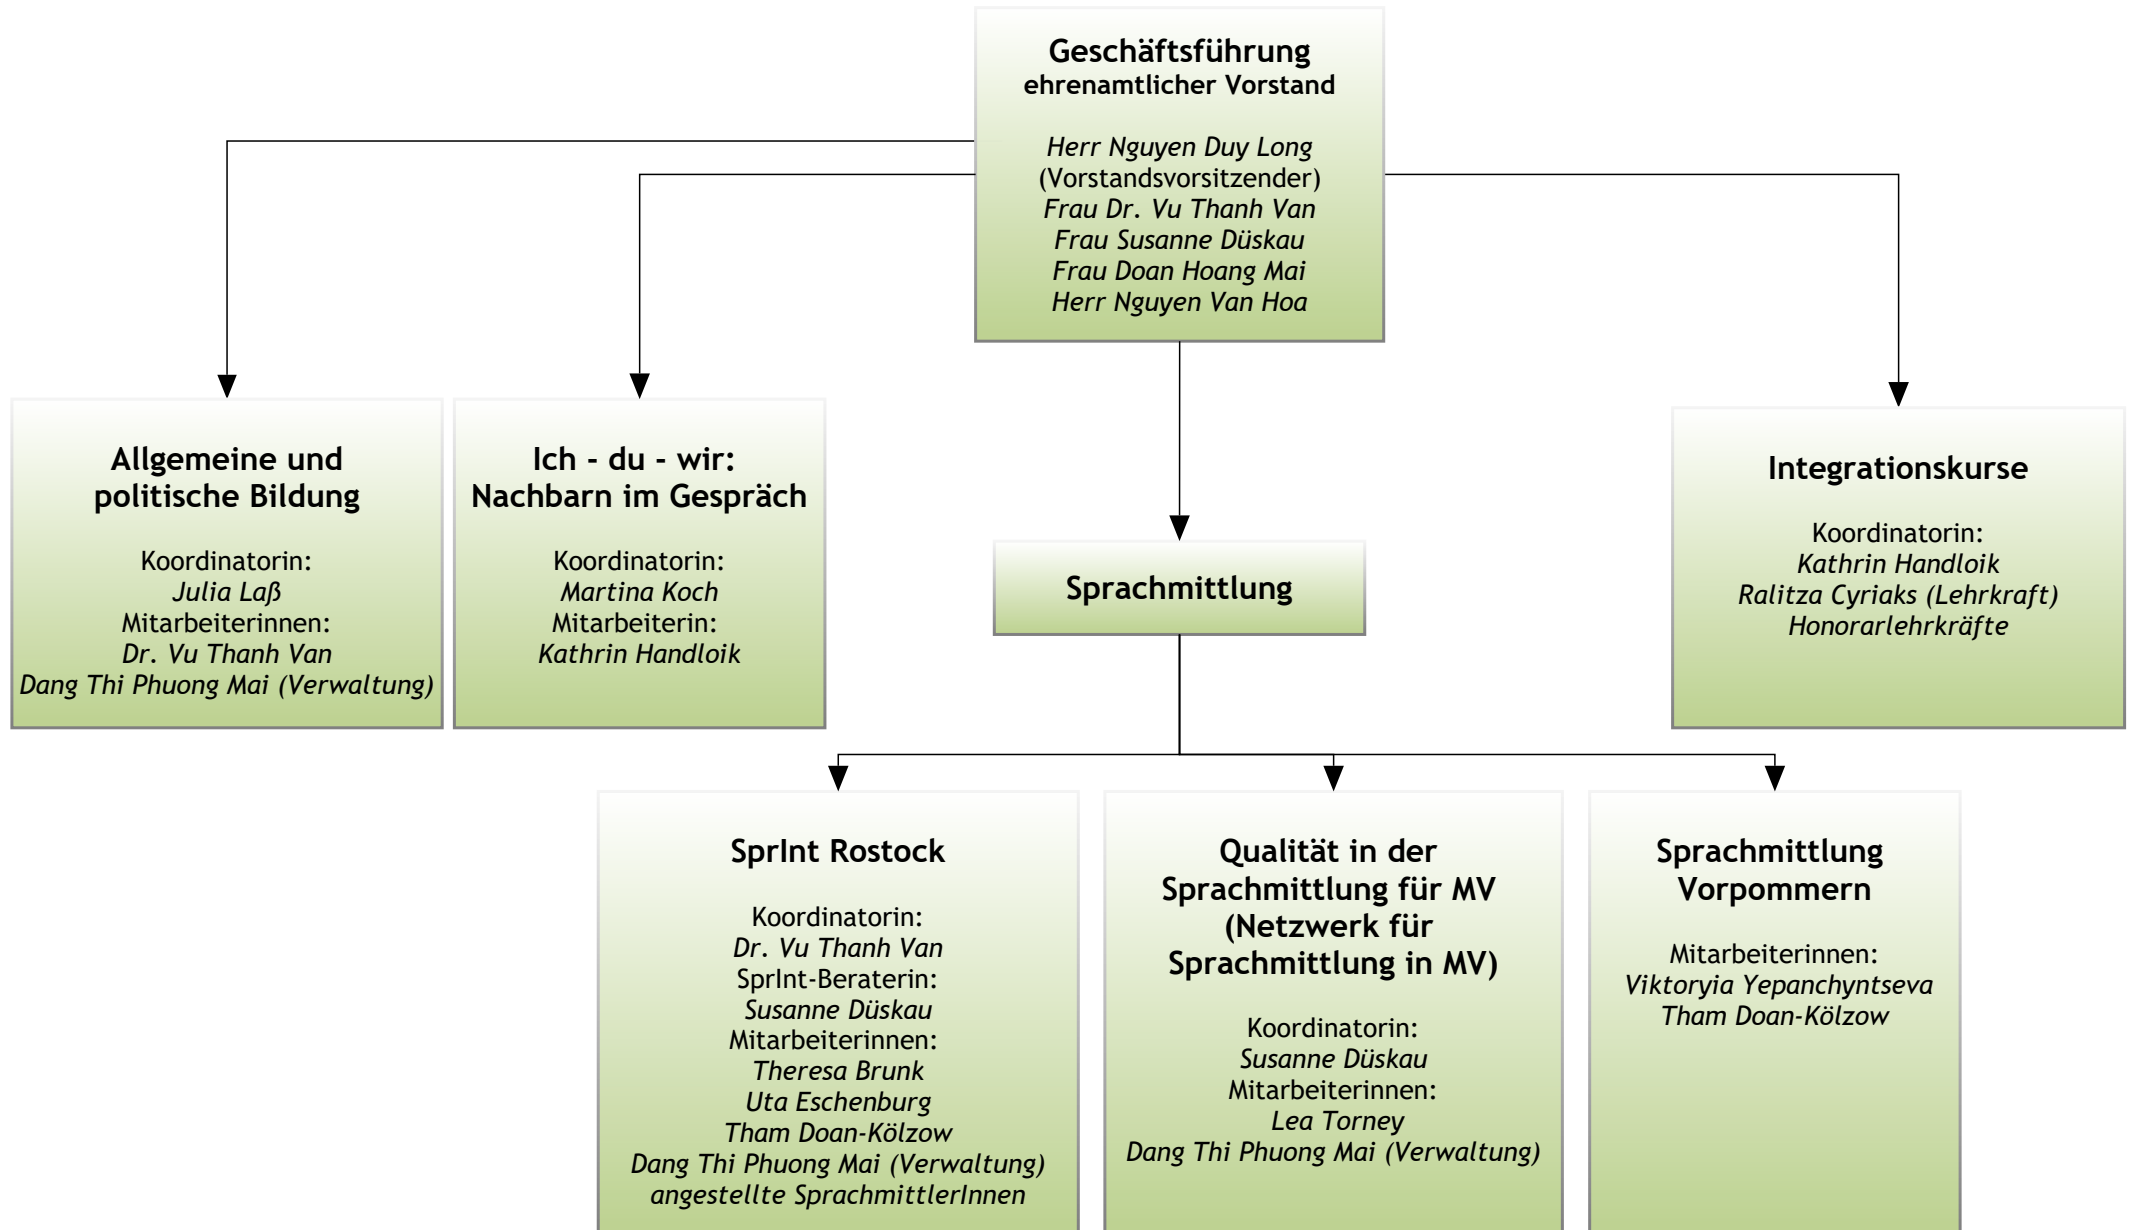 Geschäftsführung
ehrenamtlicher Vorstand
Herr Nguyen Duy Long
(Vorstandsvorsitzender)
Frau Dr. Vu Thanh Van
Frau Susanne Düskau
Frau Doan Hoang Mai
Herr Nguyen Van Hoa
Allgemeine und
politische Bildung
Koordinatorin:
Julia Laß
Mitarbeiterinnen:
Dr. Vu Thanh Van
Dang Thi Phuong Mai (Verwaltung)
Ich - du - wir:
Nachbarn im Gespräch
Koordinatorin:
Martina Koch
Mitarbeiterin:
Kathrin Handloik
Sprachmittlung
Integrationskurse
Koordinatorin:
Kathrin Handloik
Ralitza Cyriaks (Lehrkraft)
Honorarlehrkräfte
SprInt Rostock
Koordinatorin:
Dr. Vu Thanh Van
SprInt-Beraterin:
Susanne Düskau
Mitarbeiterinnen:
Theresa Brunk
Uta Eschenburg
Tham Doan-Kölzow
Dang Thi Phuong Mai (Verwaltung)
angestellte SprachmittlerInnen
Qualität in der
Sprachmittlung für MV
(Netzwerk für
Sprachmittlung in MV)
Koordinatorin:
Susanne Düskau
Mitarbeiterinnen:
Lea Torney
Dang Thi Phuong Mai (Verwaltung)
Sprachmittlung
Vorpommern
Mitarbeiterinnen:
Viktoryia Yepanchyntseva
Tham Doan-Kölzow